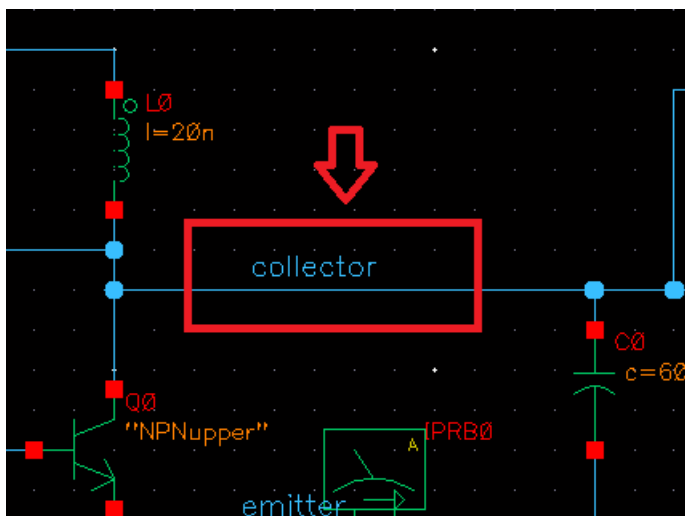 L0
l=20n
collector
C0
c=60
Q0
"NPNupper"
A
IPRB0
emitter